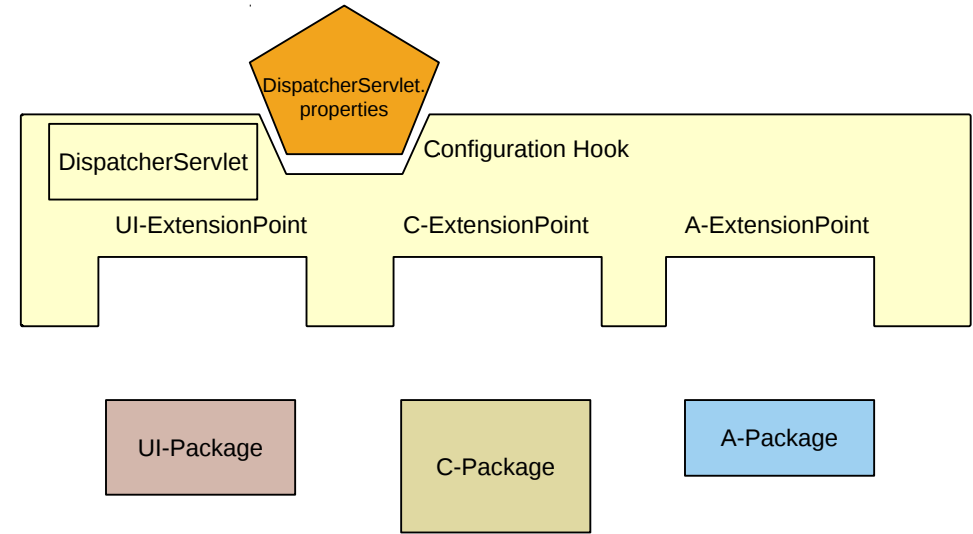 DispatcherServlet.
properties
DispatcherServlet
Configuration Hook
UI-ExtensionPoint
C-ExtensionPoint
A-ExtensionPoint
UI-Package
C-Package
A-Package